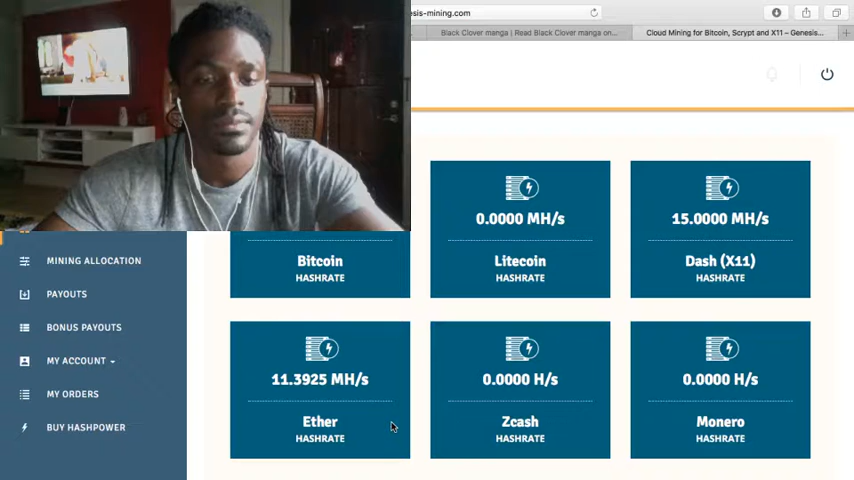 esis-mining.com
Black Clover manga | Read Black Clover manga on...
Cloud Mining for Bitcoin, Scrypt and X11 – Genesis...
0.0000 MH/s
15.0000 MH/s
Bitcoin
HASHRATE
Litecoin
HASHRATE
Dash (X11)
HASHRATE
MINING ALLOCATION
PAYOUTS
BONUS PAYOUTS
MY ACCOUNT
MY ORDERS
BUY HASHPOWER
11.3925 MH/s
Ether
HASHRATE
0.0000 H/s
Zcash
HASHRATE
0.0000 H/s
Monero
HASHRATE